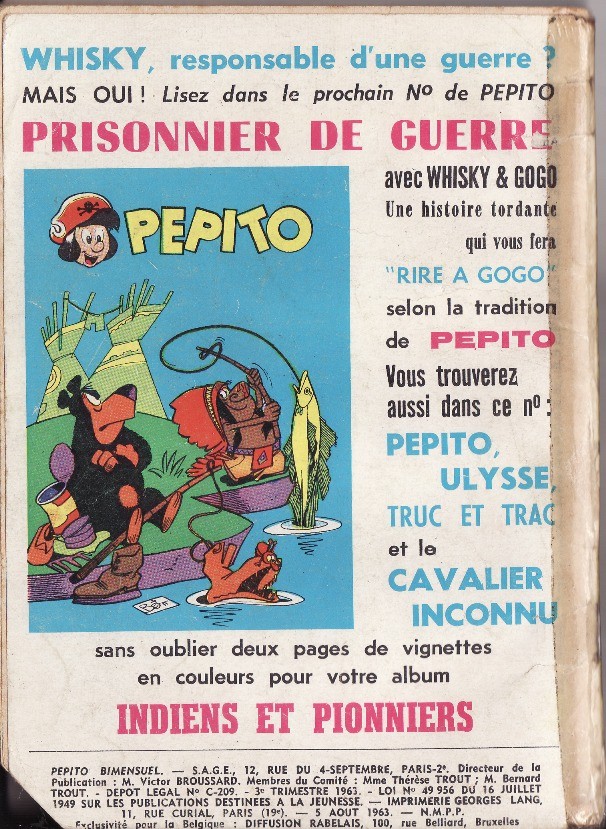 WHISKY, responsable d'une guerre ?
MAIS OUI ! Lisez dans le prochain Nº de PEPITO
PRISONNIER DE GUERRE
avec WHISKY & GOGO
Une histoire tordante
qui vous fera
"RIRE A GOGO"
selon la tradition
de PEPITO
Vous trouverez
aussi dans ce nº :
PEPITO,
ULYSSE,
TRUC ET TRAC
et le
CAVALIER
INCONNU
PEPITO
sans oublier deux pages de vignettes
en couleurs pour votre album
INDIENS ET PIONNIERS
PEPITO BIMENSUEL. — S.A.G.E., 12, RUE DU 4-SEPTEMBRE, PARIS-2e. Directeur de la
Publication : M. Victor BROUSSARD. Membres du Comité : Mme Thérèse TROUT ; M. Bernard
TROUT. - DEPOT LEGAL Nº C-209. - 3e TRIMESTRE 1963. - LOI Nº 49 956 DU 16 JUILLET
1949 SUR LES PUBLICATIONS DESTINEES A LA JEUNESSE. — IMPRIMERIE GEORGES LANG,
11, RUE CURIAL, PARIS (19e). — 5 AOUT 1963. — N.M.P.P.
Exclusivité pour la Belgique : DIFFUSION RABELAIS, 100, rue Belliard, Bruxelles